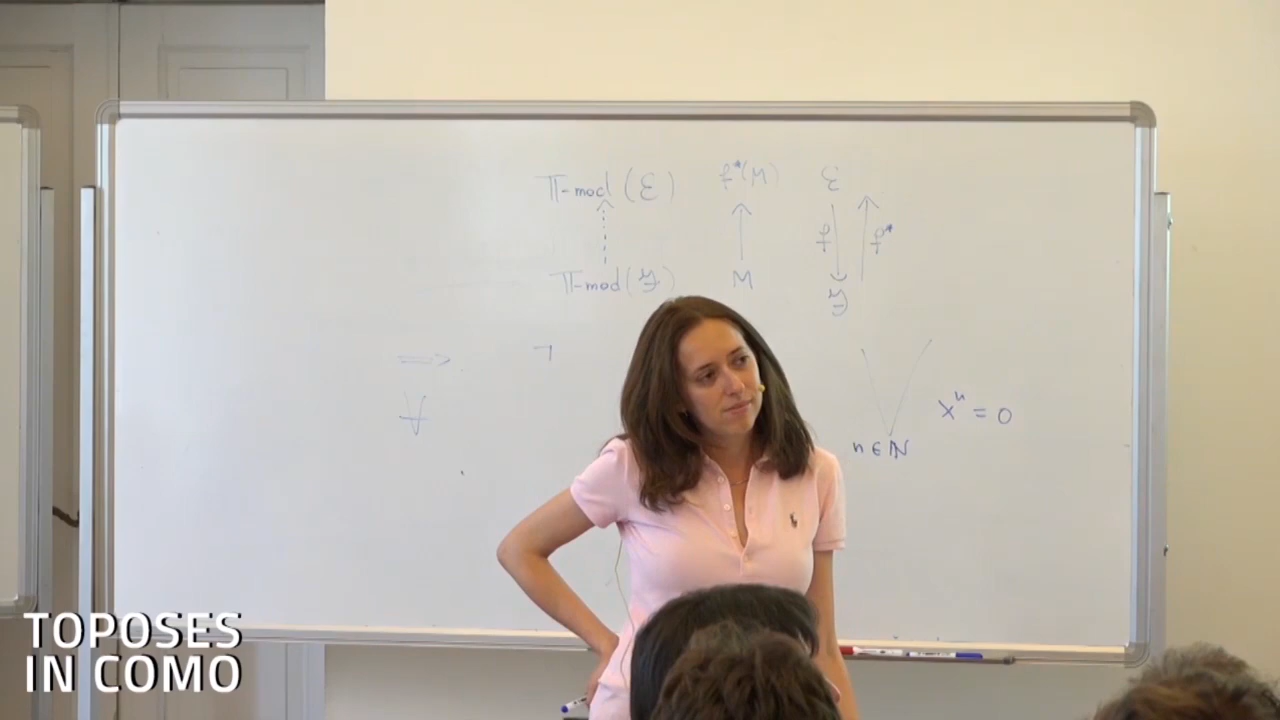 𝕋-mod(ℰ) f*(M) ℰ
f f*
𝕋-mod(ℱ) M ℱ
⇒ ¬
∀ ⋁ xⁿ = 0
n ∈ ℕ
TOPOSES
IN COMO